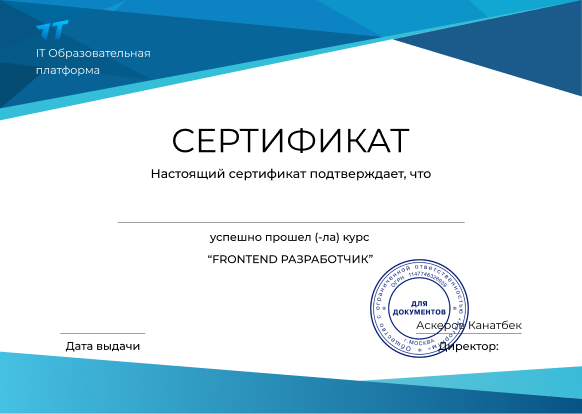 IT Образовательная
платформа
СЕРТИФИКАТ
Настоящий сертификат подтверждает, что
успешно прошел (-ла) курс
“FRONTEND РАЗРАБОТЧИК”
Общество с ограниченной ответственностью
ОГРН
ДЛЯ
ДОКУМЕНТОВ
Г.МОСКВА
Аскеров Канатбек
Дата выдачи
Директор: